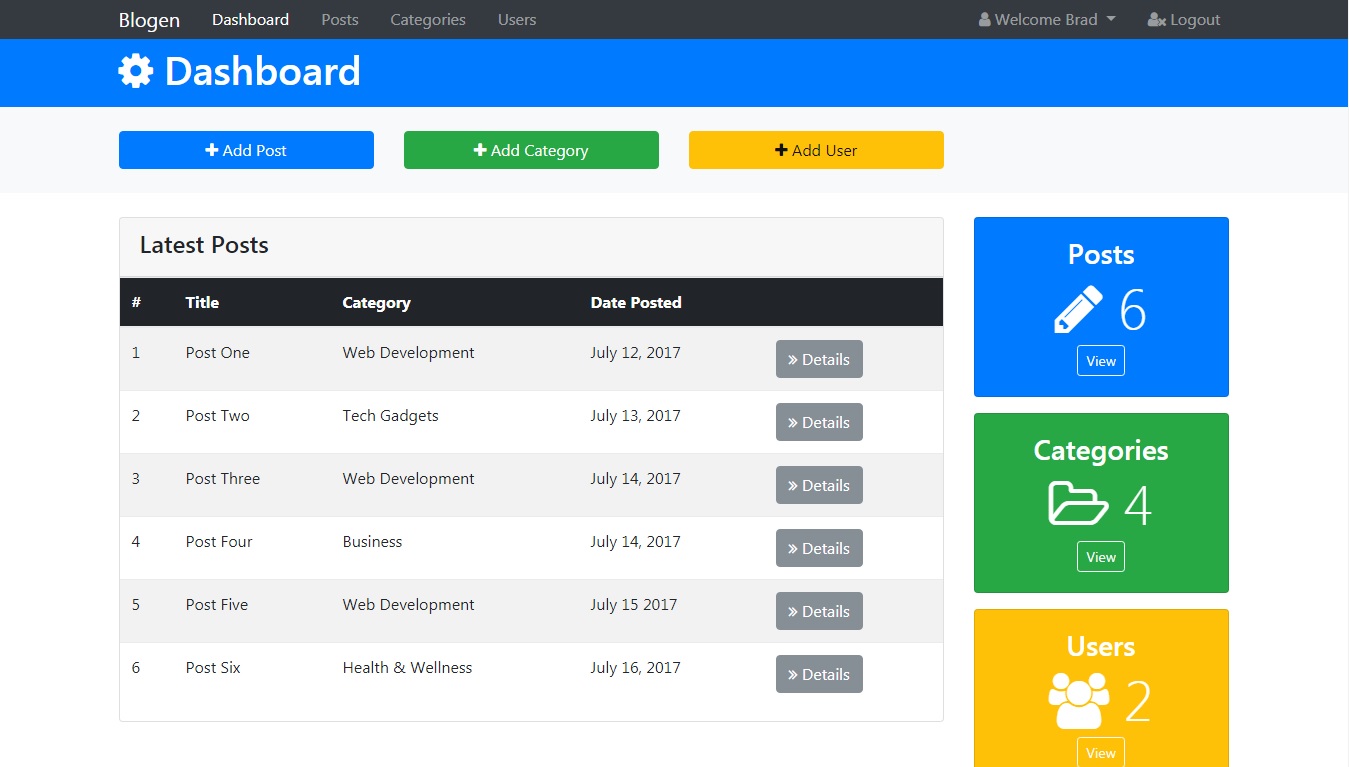 Blogen Dashboard Posts Categories Users Welcome Brad Logout
Dashboard
Add Post Add Category Add User
Latest Posts
# Title Category Date Posted
1 Post One Web Development July 12, 2017 » Details
2 Post Two Tech Gadgets July 13, 2017 » Details
3 Post Three Web Development July 14, 2017 » Details
4 Post Four Business July 14, 2017 » Details
5 Post Five Web Development July 15 2017 » Details
6 Post Six Health & Wellness July 16, 2017 » Details
Posts
6
View
Categories
4
View
Users
2
View